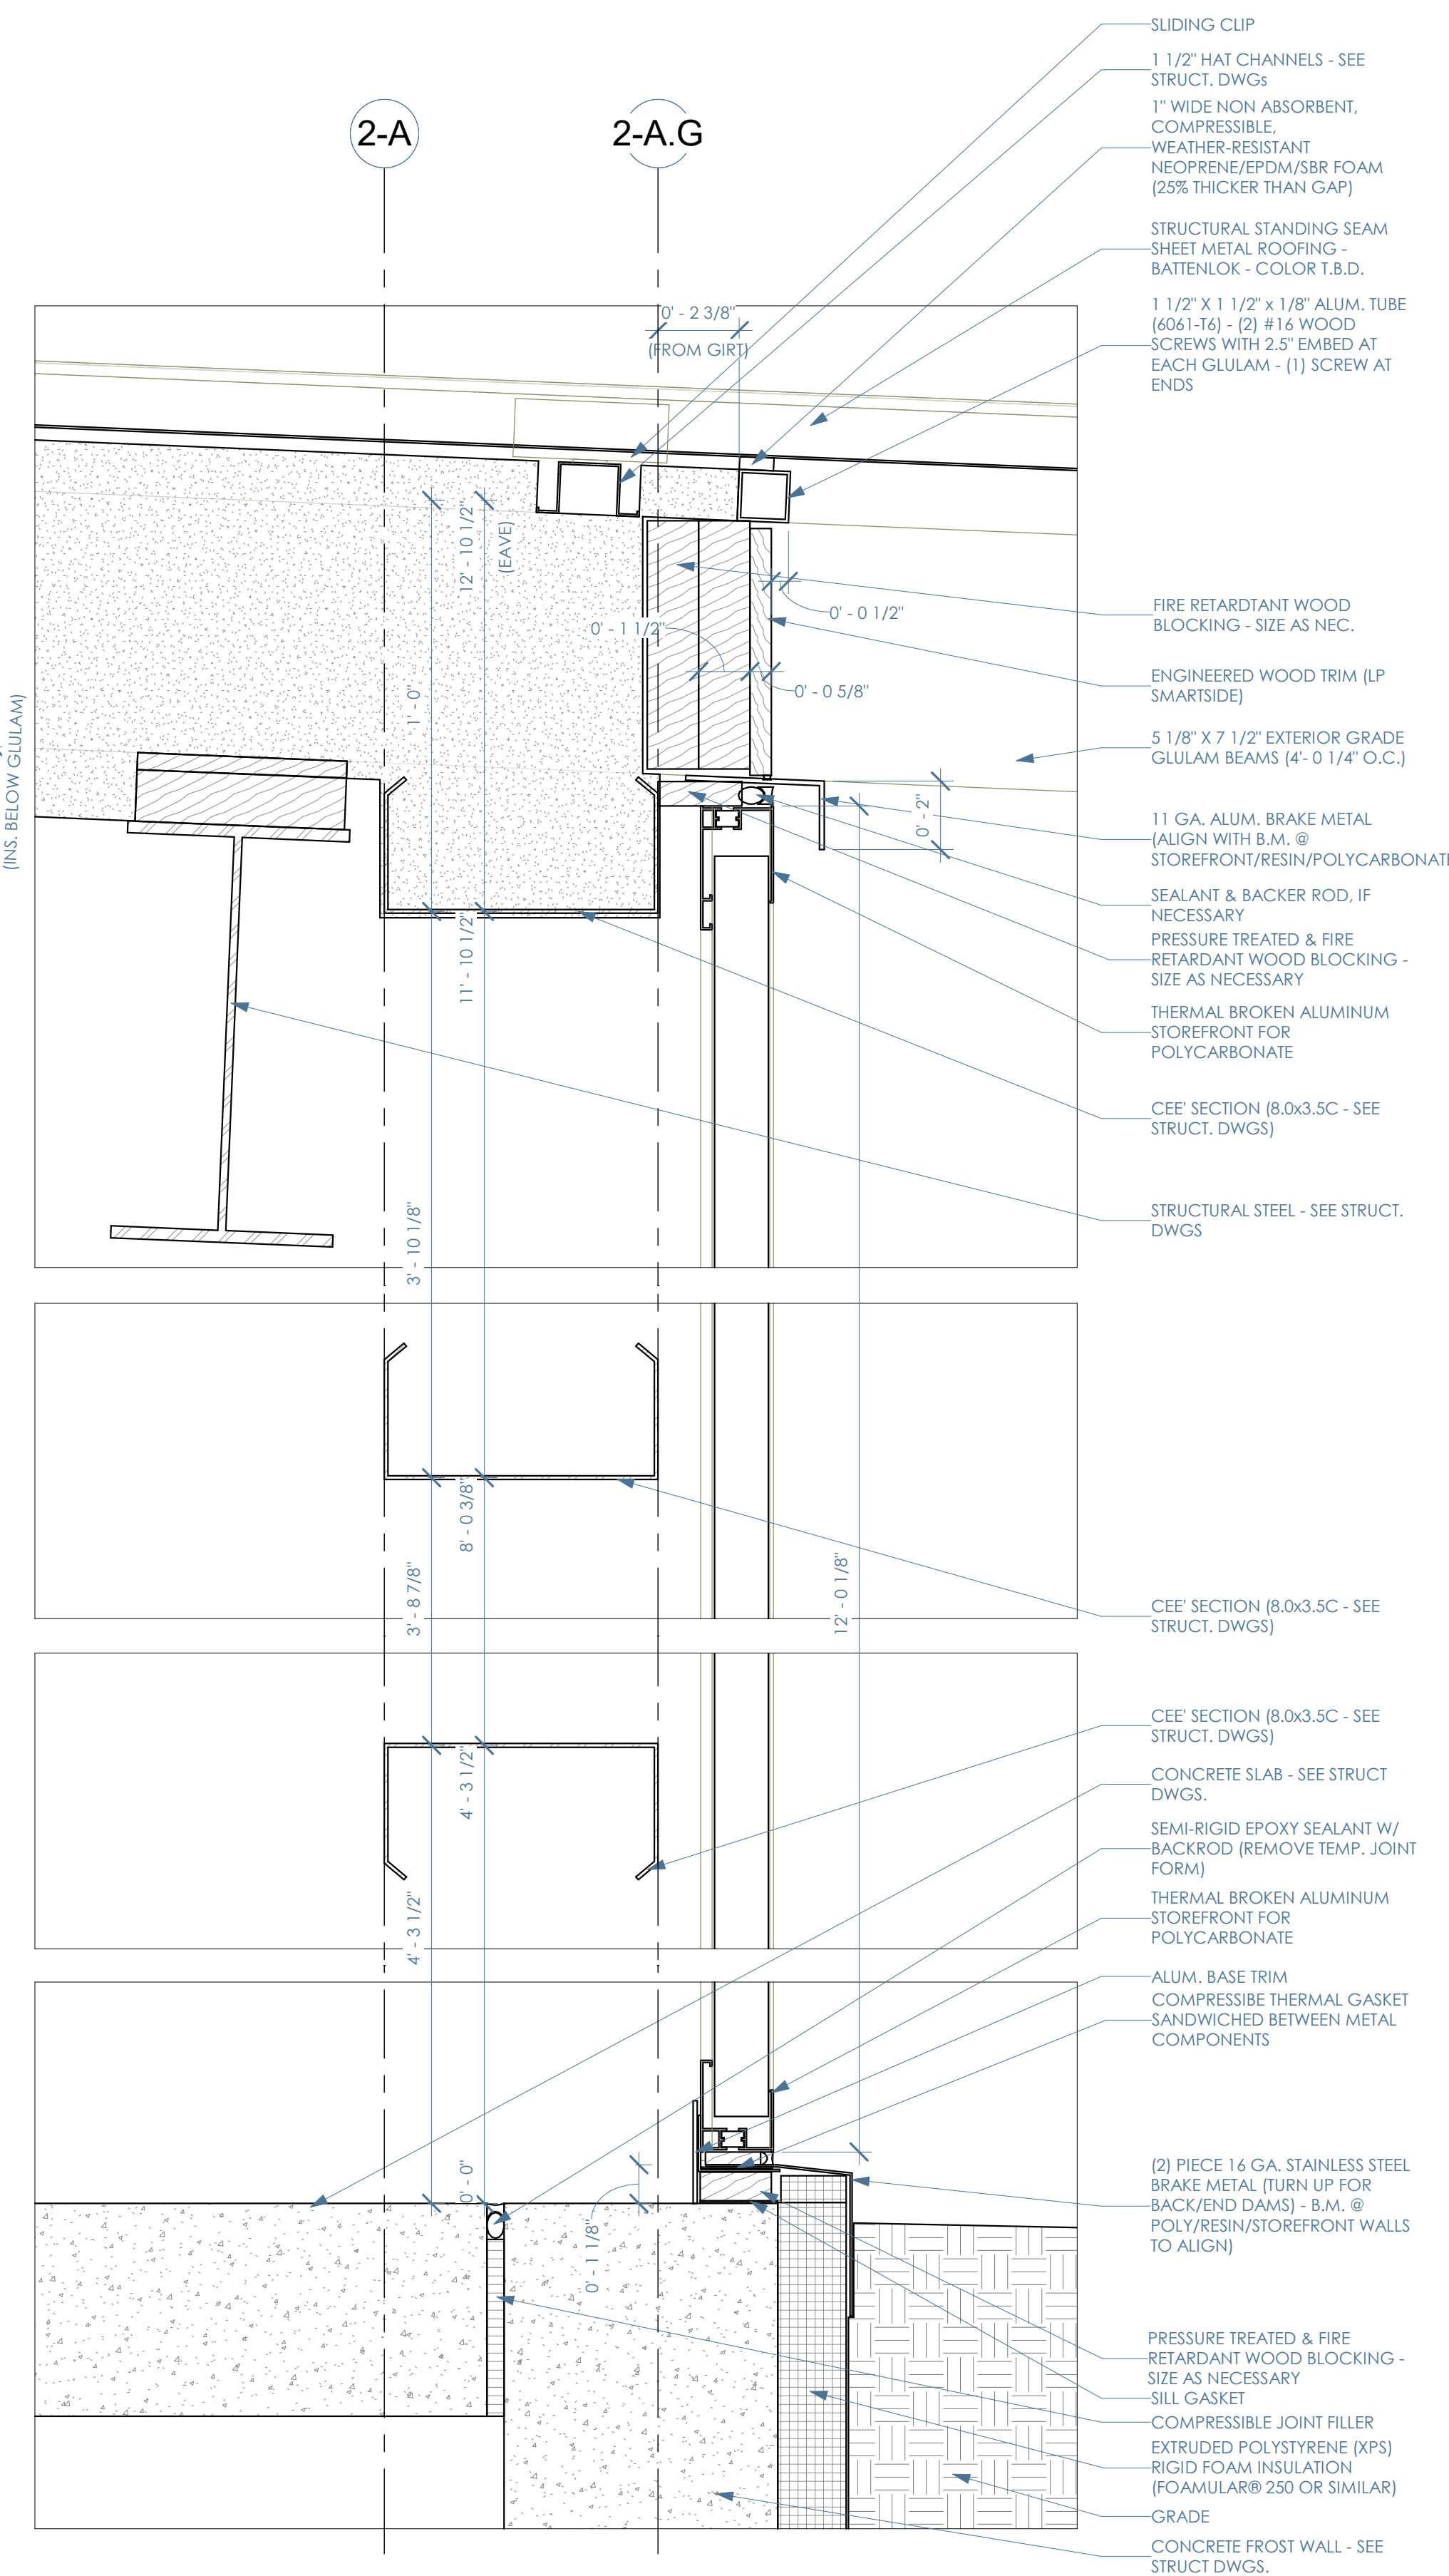 2-A
2-A.G
SLIDING CLIP
1 1/2" HAT CHANNELS - SEE
STRUCT. DWGs
1" WIDE NON ABSORBENT,
COMPRESSIBLE,
WEATHER-RESISTANT
NEOPRENE/EPDM/SBR FOAM
(25% THICKER THAN GAP)
STRUCTURAL STANDING SEAM
SHEET METAL ROOFING -
BATTENLOK - COLOR T.B.D.
1 1/2" X 1 1/2" x 1/8" ALUM. TUBE
(6061-T6) - (2) #16 WOOD
SCREWS WITH 2.5" EMBED AT
EACH GLULAM - (1) SCREW AT
ENDS
0' - 2 3/8"
(FROM GIRT)
12' - 10 1/2"
(EAVE)
FIRE RETARDTANT WOOD
BLOCKING - SIZE AS NEC.
0' - 0 1/2"
0' - 1 1/2"
ENGINEERED WOOD TRIM (LP
SMARTSIDE)
0' - 0 5/8"
1' - 0"
(INS. BELOW GLULAM)
5 1/8" X 7 1/2" EXTERIOR GRADE
GLULAM BEAMS (4'- 0 1/4" O.C.)
0' - 2"
11 GA. ALUM. BRAKE METAL
(ALIGN WITH B.M. @
STOREFRONT/RESIN/POLYCARBONATE
SEALANT & BACKER ROD, IF
NECESSARY
PRESSURE TREATED & FIRE
RETARDANT WOOD BLOCKING -
SIZE AS NECESSARY
11' - 10 1/2"
THERMAL BROKEN ALUMINUM
STOREFRONT FOR
POLYCARBONATE
CEE' SECTION (8.0x3.5C - SEE
STRUCT. DWGS)
STRUCTURAL STEEL - SEE STRUCT.
DWGS
3' - 10 1/8"
8' - 0 3/8"
3' - 8 7/8"
12' - 0 1/8"
CEE' SECTION (8.0x3.5C - SEE
STRUCT. DWGS)
CEE' SECTION (8.0x3.5C - SEE
STRUCT. DWGS)
4' - 3 1/2"
CONCRETE SLAB - SEE STRUCT
DWGS.
SEMI-RIGID EPOXY SEALANT W/
BACKROD (REMOVE TEMP. JOINT
FORM)
4' - 3 1/2"
THERMAL BROKEN ALUMINUM
STOREFRONT FOR
POLYCARBONATE
ALUM. BASE TRIM
COMPRESSIBE THERMAL GASKET
SANDWICHED BETWEEN METAL
COMPONENTS
0' - 0"
0' - 1 1/8"
(2) PIECE 16 GA. STAINLESS STEEL
BRAKE METAL (TURN UP FOR
BACK/END DAMS) - B.M. @
POLY/RESIN/STOREFRONT WALLS
TO ALIGN)
PRESSURE TREATED & FIRE
RETARDANT WOOD BLOCKING -
SIZE AS NECESSARY
SILL GASKET
COMPRESSIBLE JOINT FILLER
EXTRUDED POLYSTYRENE (XPS)
RIGID FOAM INSULATION
(FOAMULAR® 250 OR SIMILAR)
GRADE
CONCRETE FROST WALL - SEE
STRUCT DWGS.